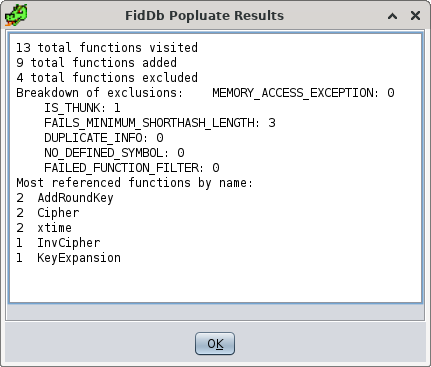 FidDb Popluate Results
13 total functions visited
9 total functions added
4 total functions excluded
Breakdown of exclusions:    MEMORY_ACCESS_EXCEPTION: 0
    IS_THUNK: 1
    FAILS_MINIMUM_SHORTHASH_LENGTH: 3
    DUPLICATE_INFO: 0
    NO_DEFINED_SYMBOL: 0
    FAILED_FUNCTION_FILTER: 0
Most referenced functions by name:
2  AddRoundKey
2  Cipher
2  xtime
1  InvCipher
1  KeyExpansion
OK